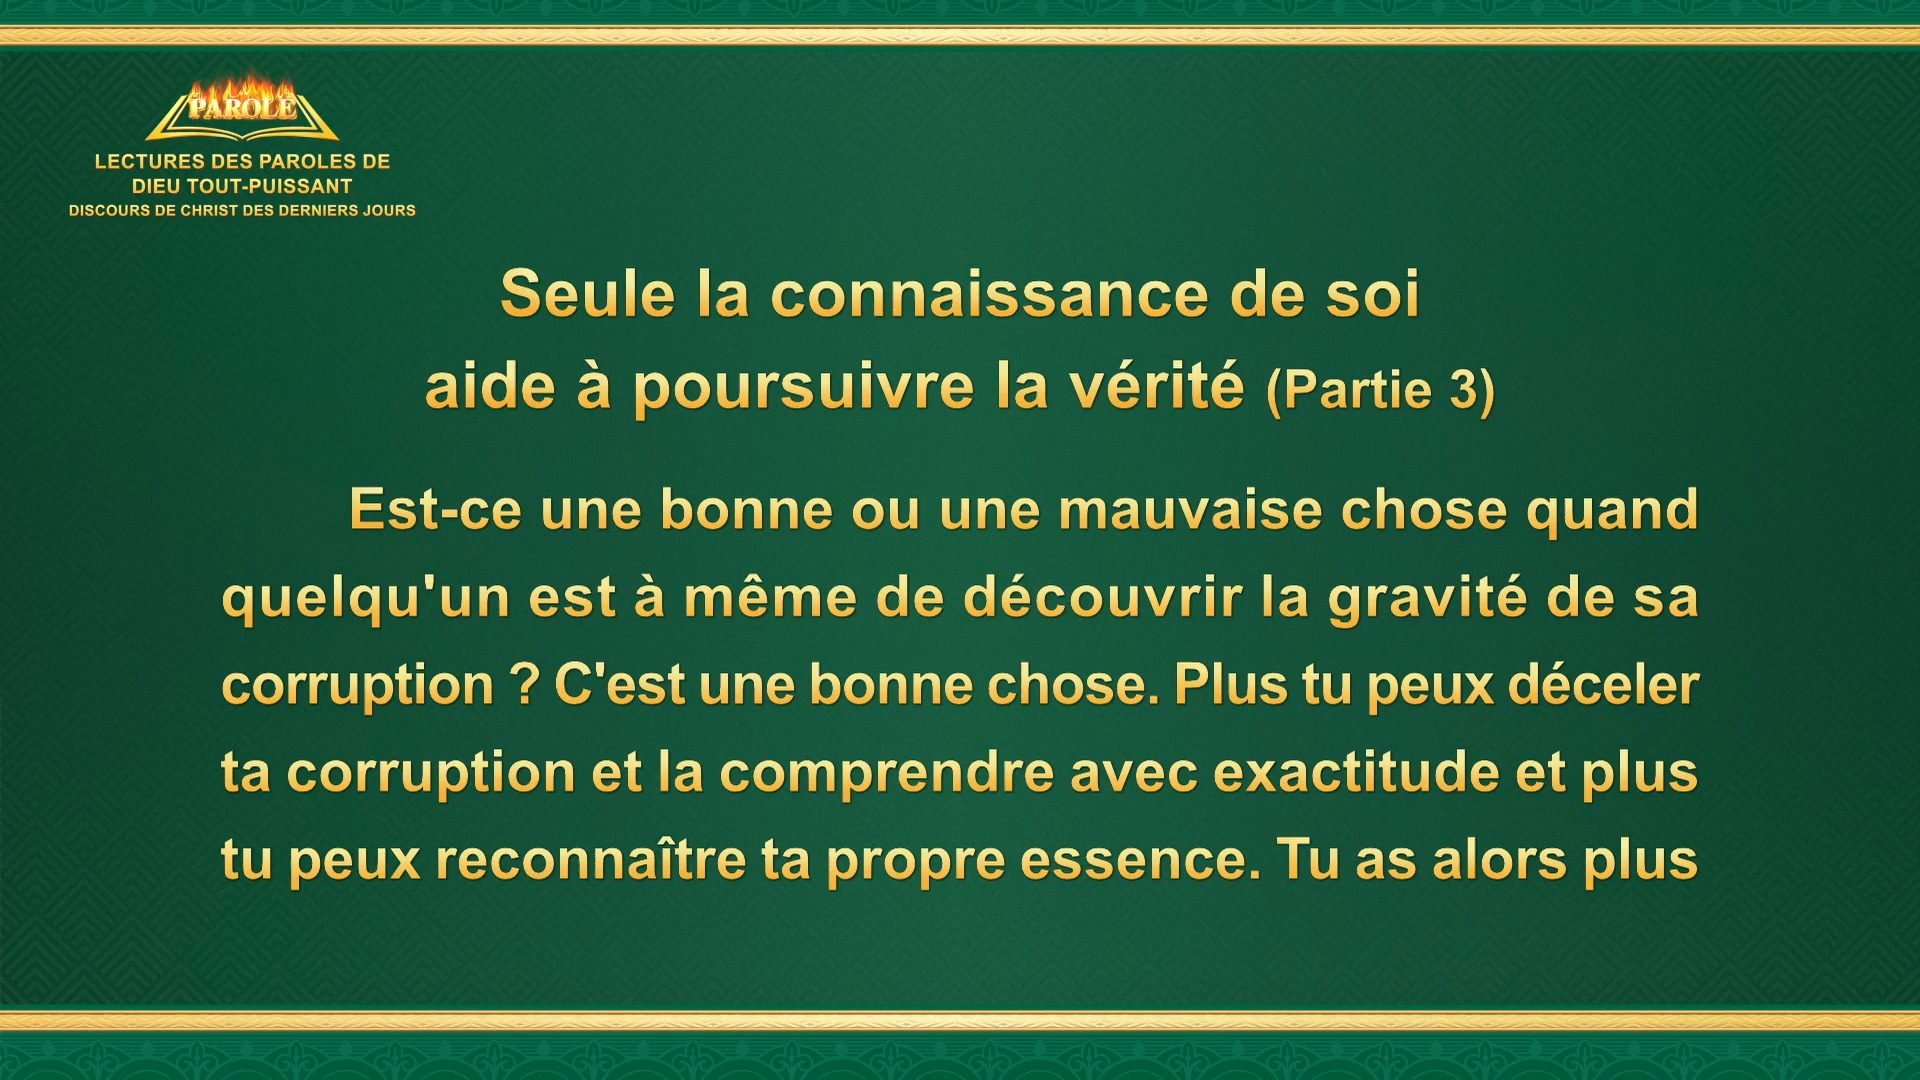 PAROLE
LECTURES DES PAROLES DE
DIEU TOUT-PUISSANT
DISCOURS DE CHRIST DES DERNIERS JOURS
Seule la connaissance de soi
aide à poursuivre la vérité (Partie 3)
Est-ce une bonne ou une mauvaise chose quand
quelqu'un est à même de découvrir la gravité de sa
corruption ? C'est une bonne chose. Plus tu peux déceler
ta corruption et la comprendre avec exactitude et plus
tu peux reconnaître ta propre essence. Tu as alors plus